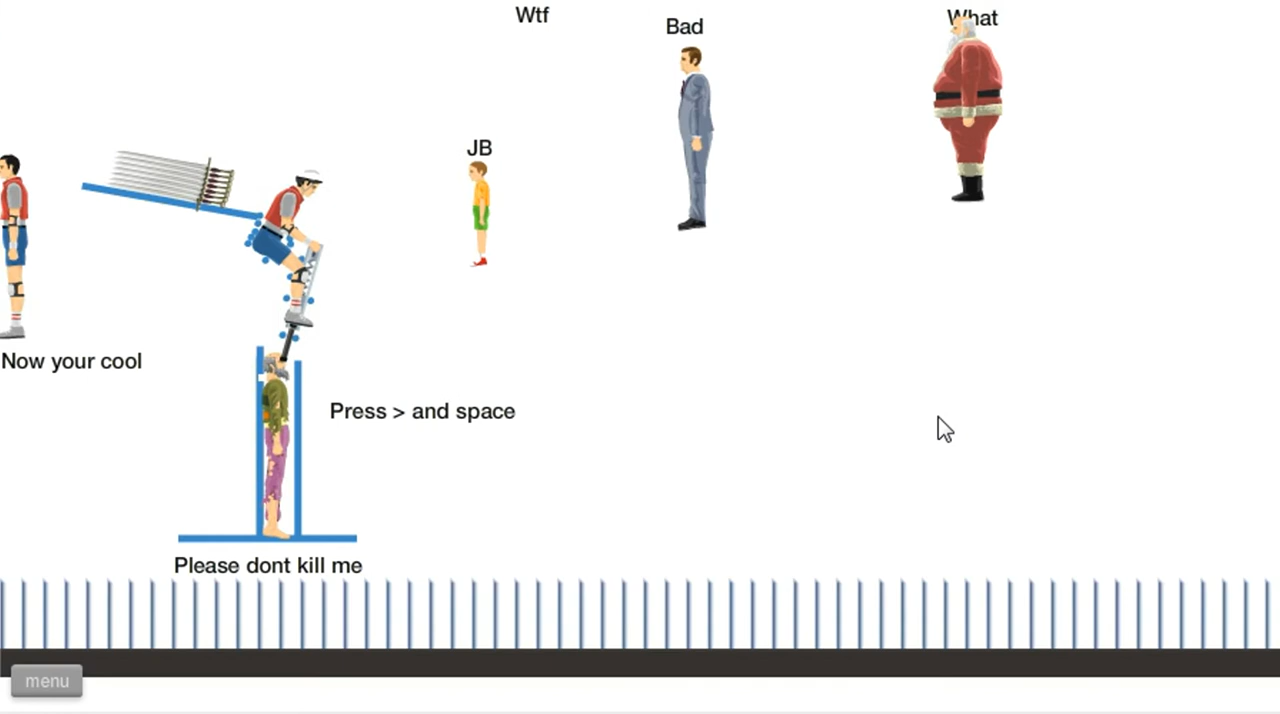 Wtf
Bad
What
JB
Now your cool
Press > and space
Please dont kill me
menu